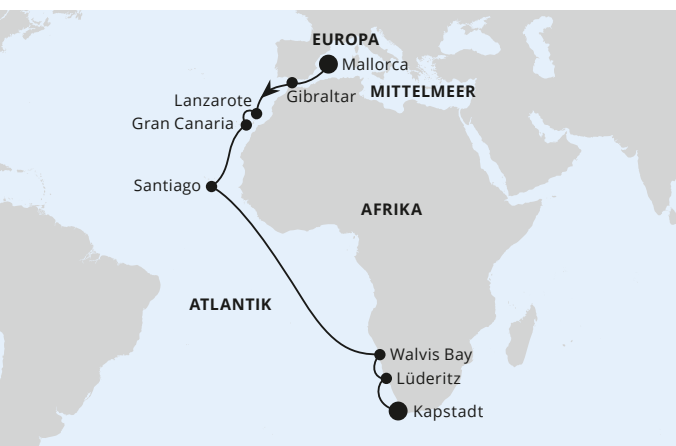 EUROPA
Mallorca
MITTELMEER
Gibraltar
Lanzarote
Gran Canaria
Santiago
AFRIKA
ATLANTIK
Walvis Bay
Lüderitz
Kapstadt